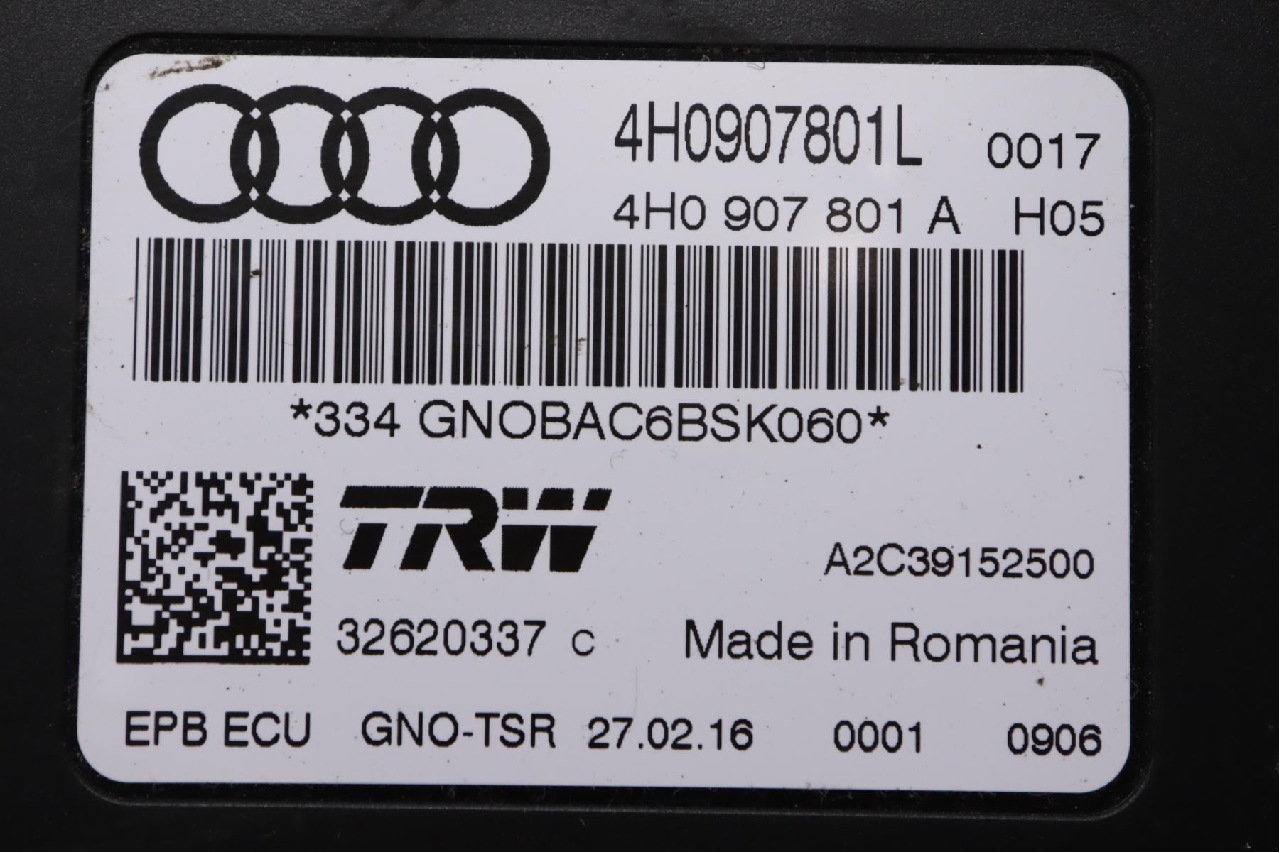 4H0907801L 0017
4H0 907 801 A H05
*334 GNOBAC6BSK060*
TRW
A2C39152500
32620337 C Made in Romania
EPB ECU GNO-TSR 27.02.16 0001 0906